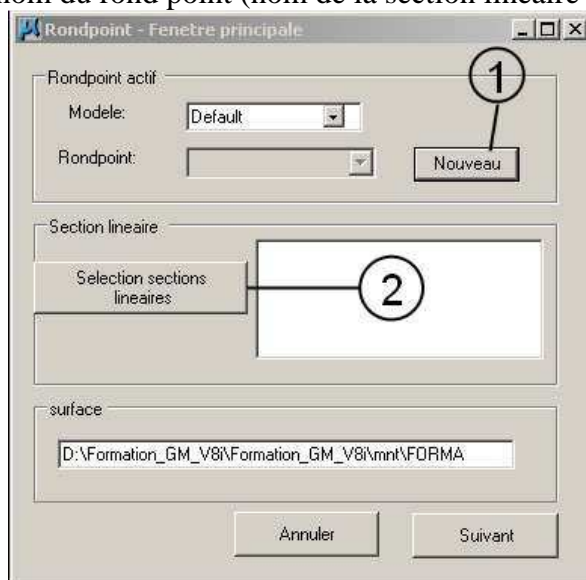 nom du rond point (nom de la section linéaire
Rondpoint - Fenetre principale
Rondpoint actif
1
Modele:
Default
Rondpoint:
Nouveau
Section lineaire
Selection sections
lineaires
2
surface
D:\Formation_GM_V8i\Formation_GM_V8i\mnt\FORMA
Annuler
Suivant